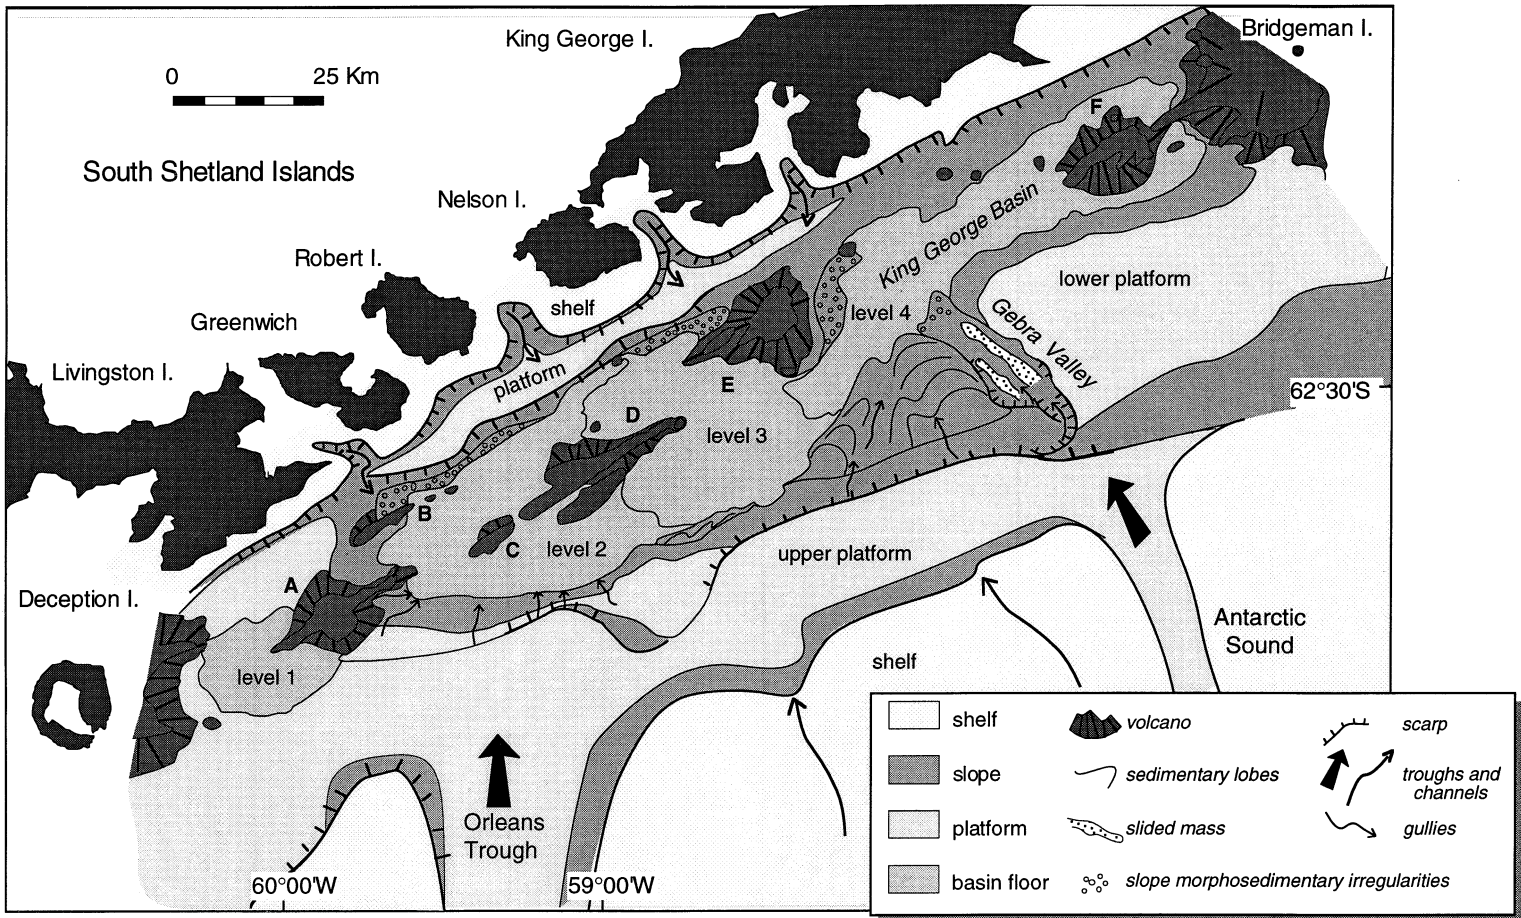 King George I.
Bridgeman I.
0 25 Km
South Shetland Islands
F
Nelson I.
King George Basin
Robert I.
lower platform
shelf
level 4
Greenwich
Gebra Valley
Livingston I.
platform
E
62°30'S
D
level 3
B
C
level 2
upper platform
A
Deception I.
Antarctic
Sound
shelf
level 1
Orleans
Trough
60°00'W
59°00'W
shelf
volcano
scarp
slope
sedimentary lobes
troughs and
channels
platform
slided mass
gullies
basin floor
slope morphosedimentary irregularities